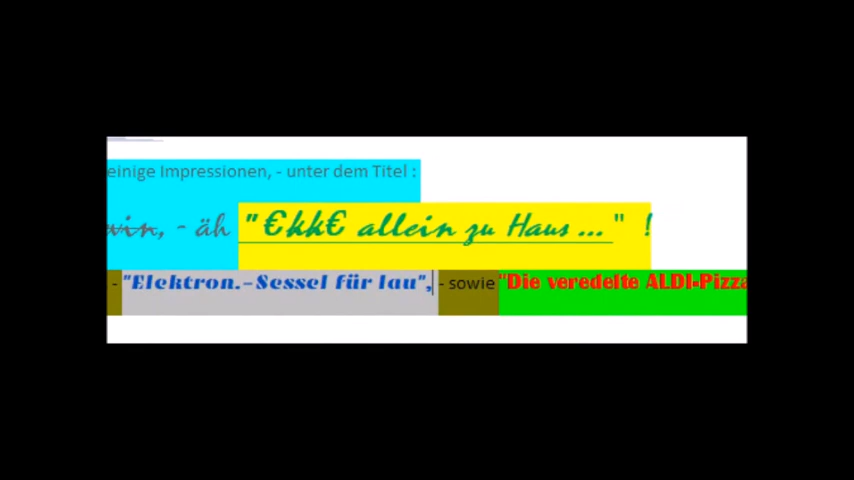 einige Impressionen, - unter dem Titel :
, - äh "€kk€ allein zu Haus ..." !
- "Elektron.-Sessel für lau", - sowie "Die veredelte ALDI-Pizza